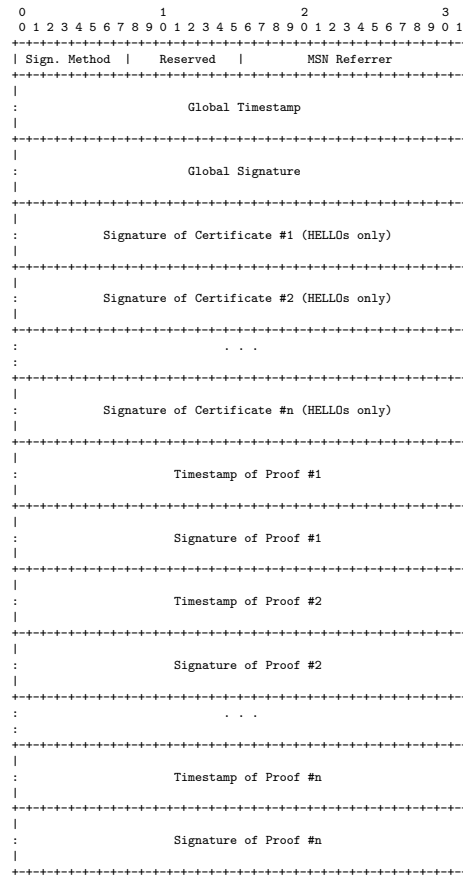 0                   1                   2                   3
0 1 2 3 4 5 6 7 8 9 0 1 2 3 4 5 6 7 8 9 0 1 2 3 4 5 6 7 8 9 0 1
+-+-+-+-+-+-+-+-+-+-+-+-+-+-+-+-+-+-+-+-+-+-+-+-+-+-+-+-+-+-+-+-
| Sign. Method | Reserved | MSN Referrer
+-+-+-+-+-+-+-+-+-+-+-+-+-+-+-+-+-+-+-+-+-+-+-+-+-+-+-+-+-+-+-+-
|
: Global Timestamp
|
+-+-+-+-+-+-+-+-+-+-+-+-+-+-+-+-+-+-+-+-+-+-+-+-+-+-+-+-+-+-+-+-
|
: Global Signature
|
+-+-+-+-+-+-+-+-+-+-+-+-+-+-+-+-+-+-+-+-+-+-+-+-+-+-+-+-+-+-+-+-
|
: Signature of Certificate #1 (HELLOs only)
|
+-+-+-+-+-+-+-+-+-+-+-+-+-+-+-+-+-+-+-+-+-+-+-+-+-+-+-+-+-+-+-+-
|
: Signature of Certificate #2 (HELLOs only)
|
+-+-+-+-+-+-+-+-+-+-+-+-+-+-+-+-+-+-+-+-+-+-+-+-+-+-+-+-+-+-+-+-
: . . .
:
+-+-+-+-+-+-+-+-+-+-+-+-+-+-+-+-+-+-+-+-+-+-+-+-+-+-+-+-+-+-+-+-
|
: Signature of Certificate #n (HELLOs only)
|
+-+-+-+-+-+-+-+-+-+-+-+-+-+-+-+-+-+-+-+-+-+-+-+-+-+-+-+-+-+-+-+-
|
: Timestamp of Proof #1
|
+-+-+-+-+-+-+-+-+-+-+-+-+-+-+-+-+-+-+-+-+-+-+-+-+-+-+-+-+-+-+-+-
|
: Signature of Proof #1
|
+-+-+-+-+-+-+-+-+-+-+-+-+-+-+-+-+-+-+-+-+-+-+-+-+-+-+-+-+-+-+-+-
|
: Timestamp of Proof #2
|
+-+-+-+-+-+-+-+-+-+-+-+-+-+-+-+-+-+-+-+-+-+-+-+-+-+-+-+-+-+-+-+-
|
: Signature of Proof #2
|
+-+-+-+-+-+-+-+-+-+-+-+-+-+-+-+-+-+-+-+-+-+-+-+-+-+-+-+-+-+-+-+-
: . . .
:
+-+-+-+-+-+-+-+-+-+-+-+-+-+-+-+-+-+-+-+-+-+-+-+-+-+-+-+-+-+-+-+-
|
: Timestamp of Proof #n
|
+-+-+-+-+-+-+-+-+-+-+-+-+-+-+-+-+-+-+-+-+-+-+-+-+-+-+-+-+-+-+-+-
|
: Signature of Proof #n
|
+-+-+-+-+-+-+-+-+-+-+-+-+-+-+-+-+-+-+-+-+-+-+-+-+-+-+-+-+-+-+-+-